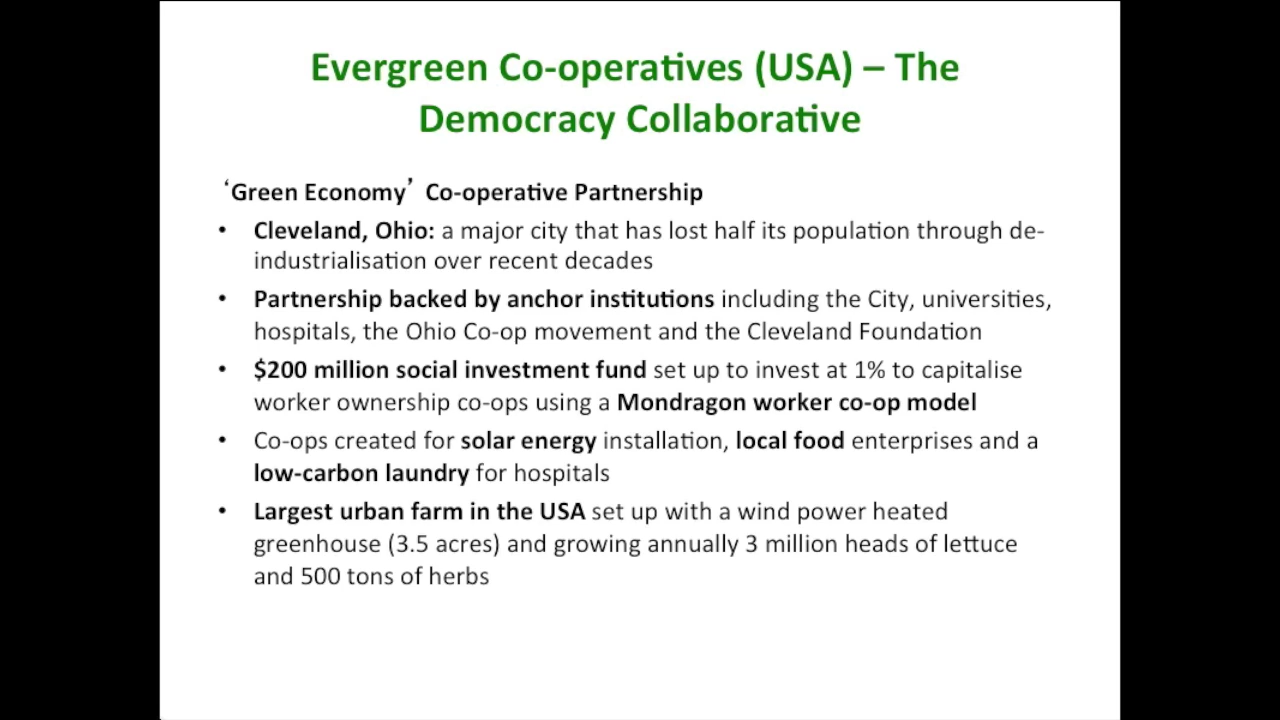 Evergreen Co-operatives (USA) – The
Democracy Collaborative
‘Green Economy’ Co-operative Partnership
• Cleveland, Ohio: a major city that has lost half its population through de-
industrialisation over recent decades
• Partnership backed by anchor institutions including the City, universities,
hospitals, the Ohio Co-op movement and the Cleveland Foundation
• $200 million social investment fund set up to invest at 1% to capitalise
worker ownership co-ops using a Mondragon worker co-op model
• Co-ops created for solar energy installation, local food enterprises and a
low-carbon laundry for hospitals
• Largest urban farm in the USA set up with a wind power heated
greenhouse (3.5 acres) and growing annually 3 million heads of lettuce
and 500 tons of herbs